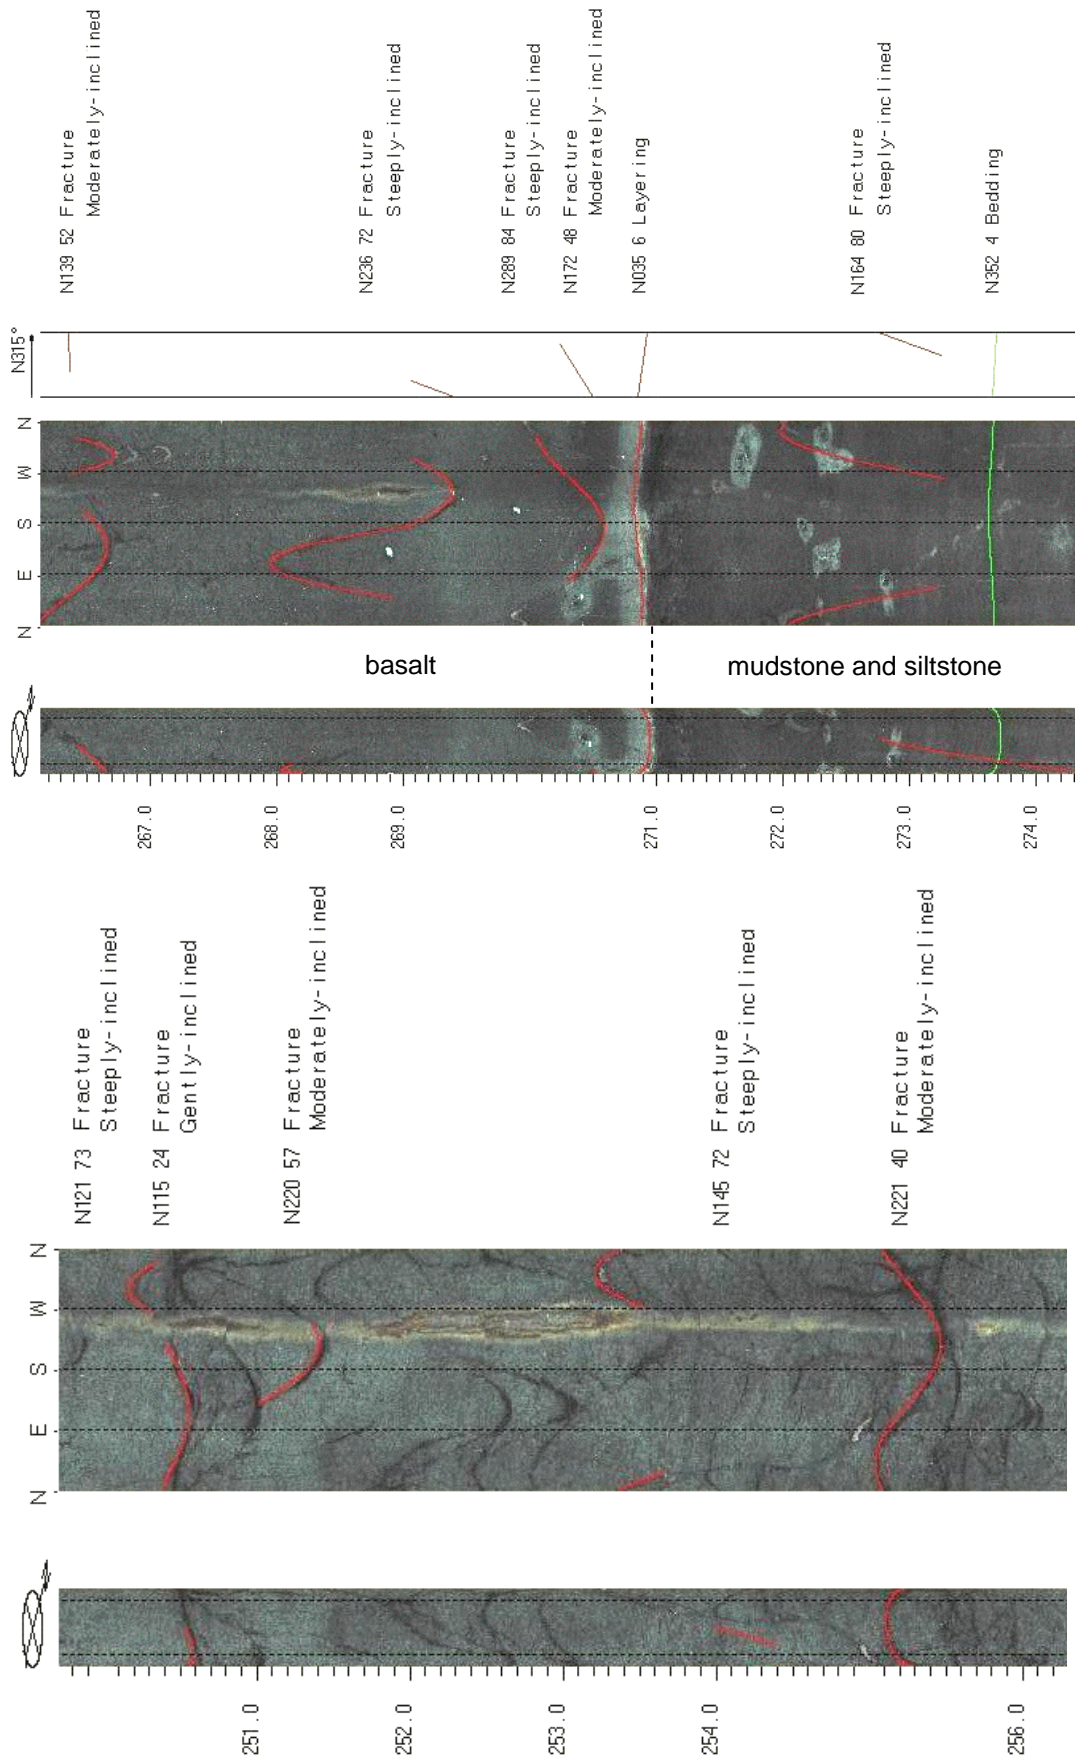 N139 52 Fracture
Moderately-inclined
N236 72 Fracture
Steeply-inclined
N289 84 Fracture
Steeply-inclined
N172 48 Fracture
Moderately-inclined
N035 6 Layering
N164 80 Fracture
Steeply-inclined
N352 4 Bedding
N315°
N
W
S
E
N
basalt
mudstone and siltstone
267.0
268.0
269.0
271.0
272.0
273.0
274.0
N121 73 Fracture
Steeply-inclined
N115 24 Fracture
Gently-inclined
N220 57 Fracture
Moderately-inclined
N145 72 Fracture
Steeply-inclined
N221 40 Fracture
Moderately-inclined
N
W
S
E
N
251.0
252.0
253.0
254.0
256.0